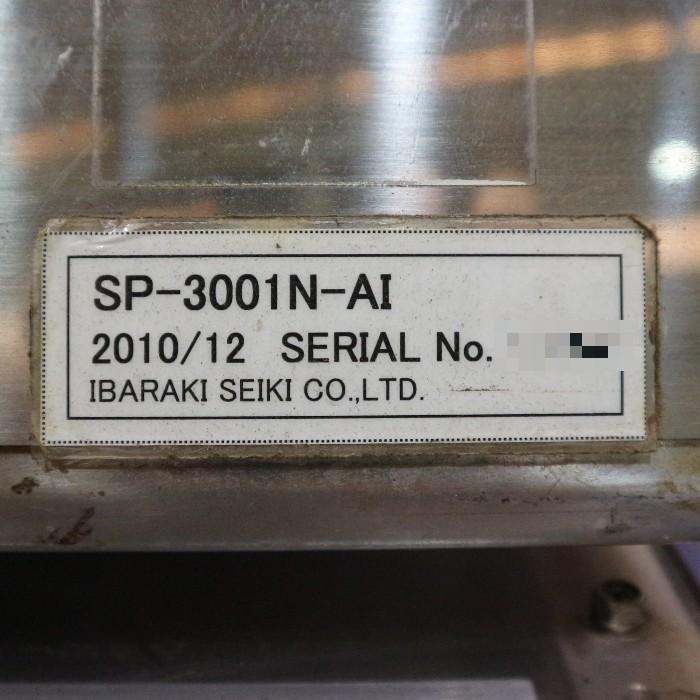 SP-3001N-AI
2010/12 SERIAL No.
IBARAKI SEIKI CO.,LTD.